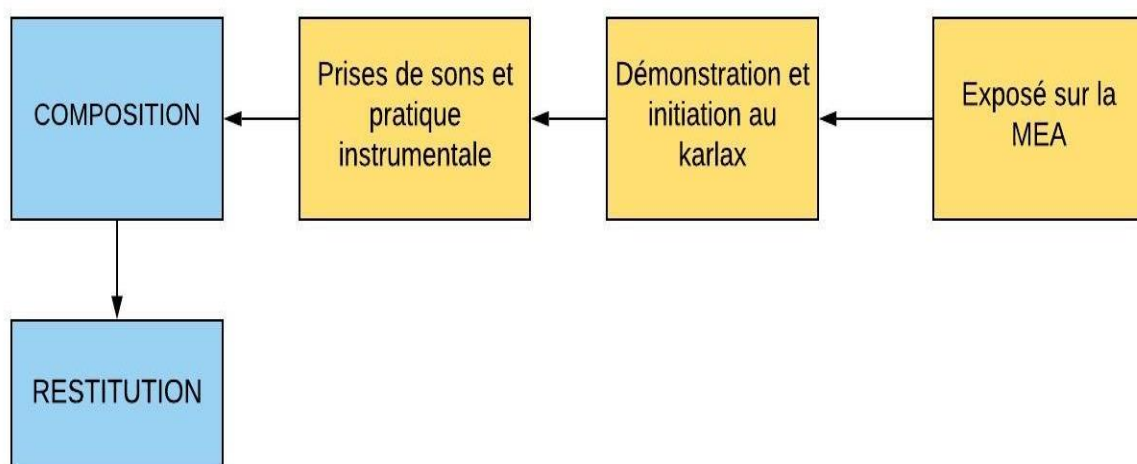 COMPOSITION
Prises de sons et
pratique
instrumentale
Démonstration et
initiation au
karlax
Exposé sur la
MEA
RESTITUTION